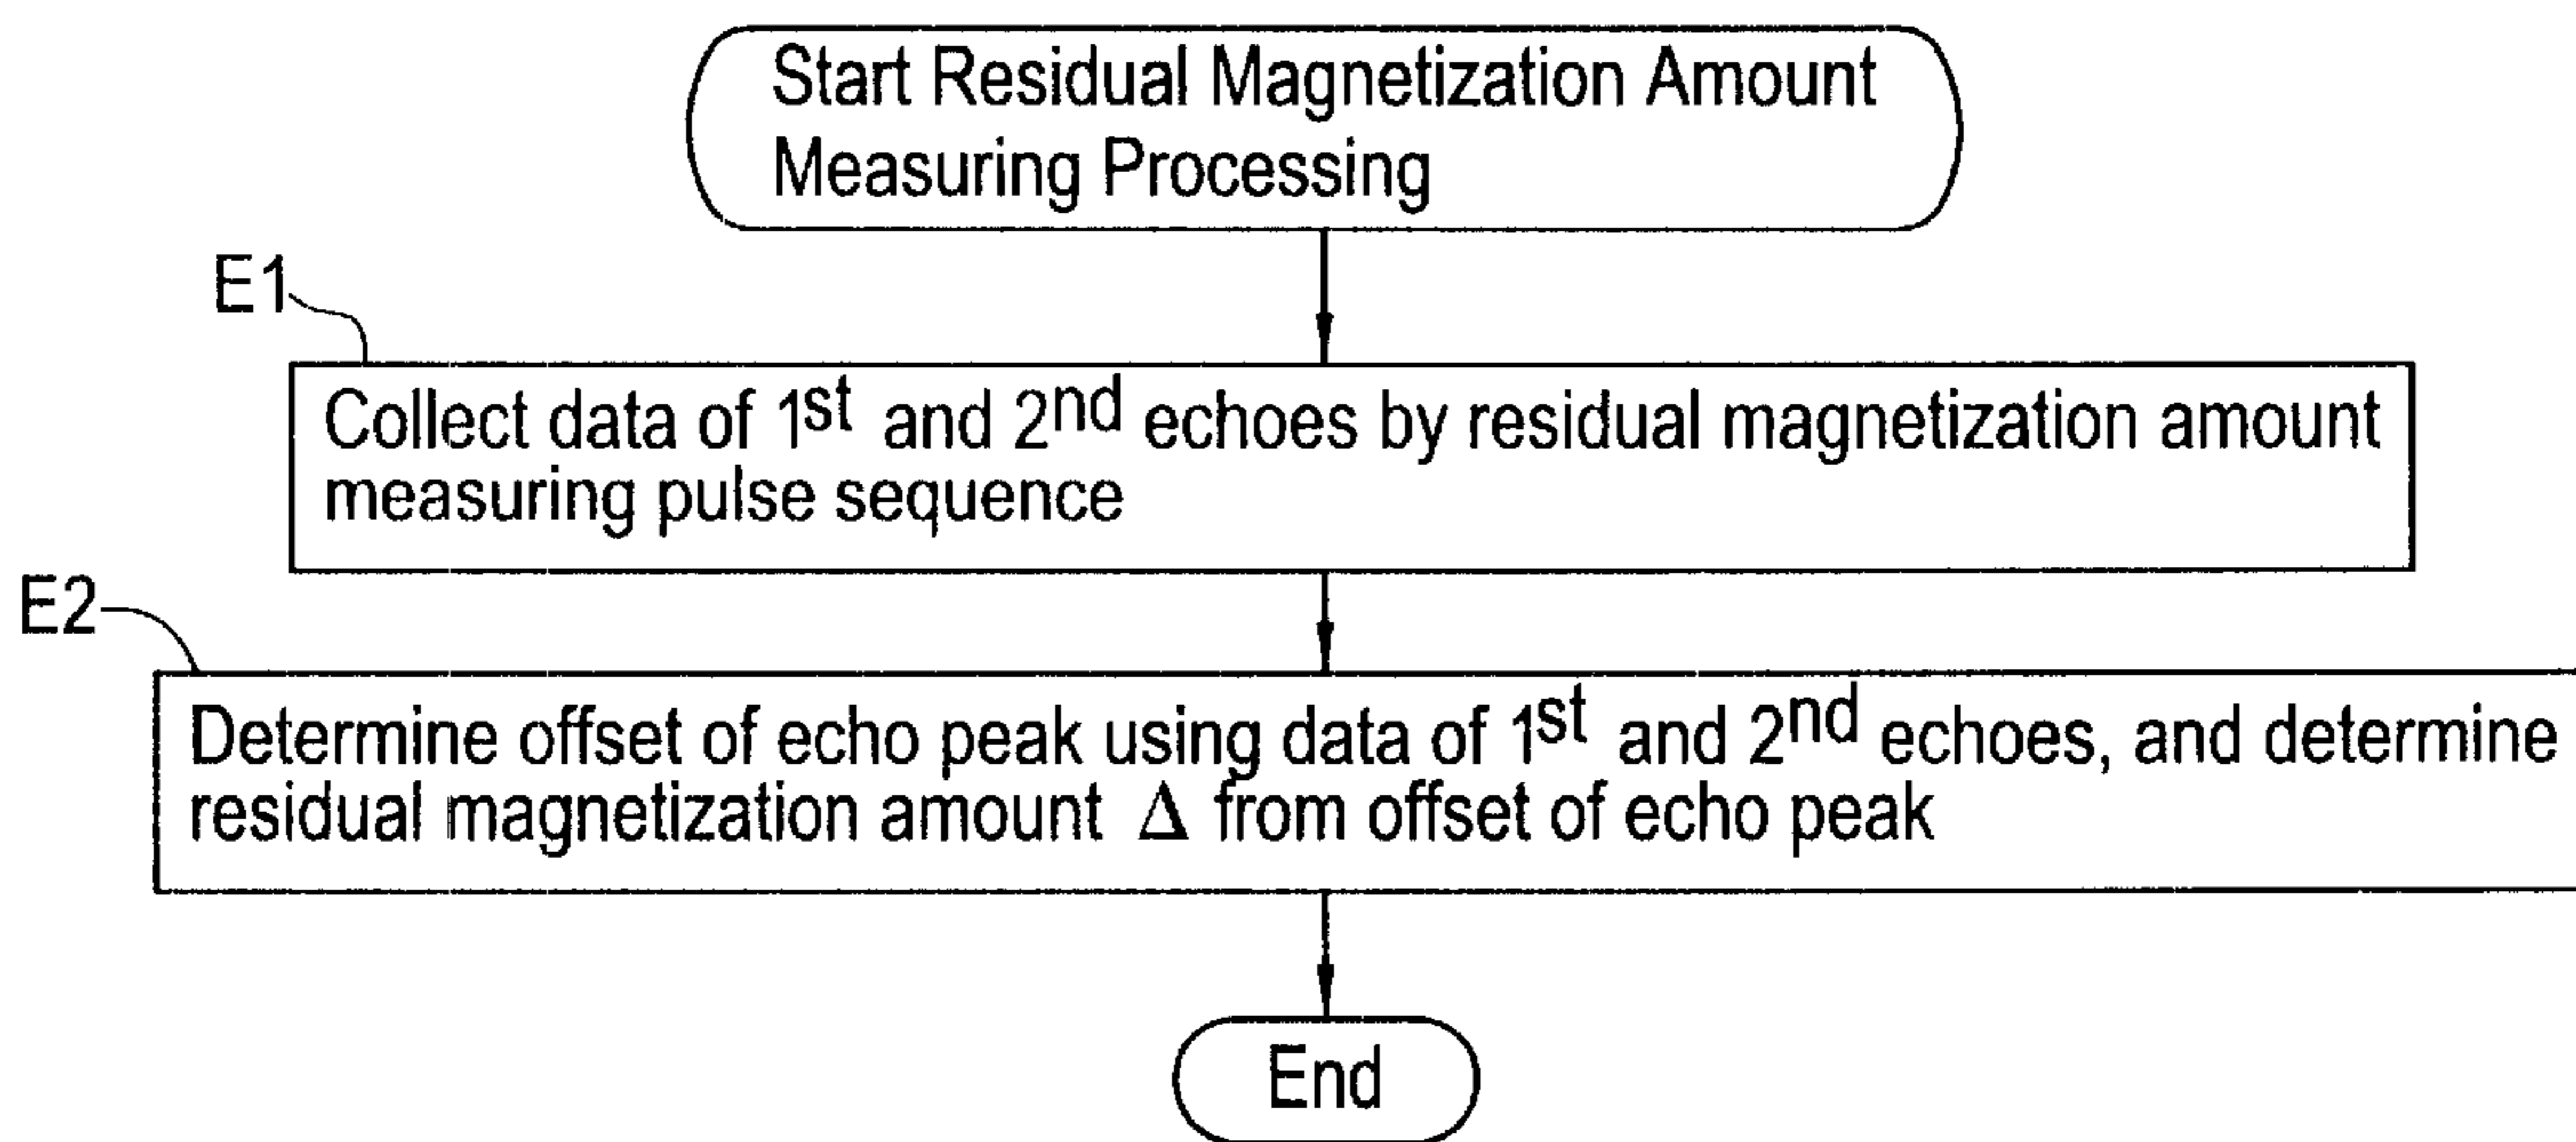 Start Residual Magnetization Amount
Measuring Processing
E1
Collect data of 1st and 2nd echoes by residual magnetization amount
measuring pulse sequence
E2
Determine offset of echo peak using data of 1st and 2nd echoes, and determine
residual magnetization amount Δ from offset of echo peak
End